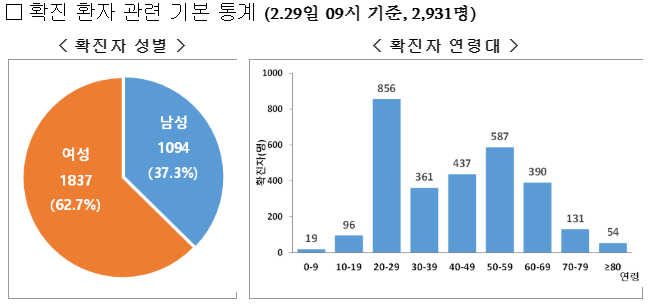 □ 확진 환자 관련 기본 통계 (2.29일 09시 기준, 2,931명)
< 확진자 성별 >
남성
1094
(37.3%)
여성
1837
(62.7%)
< 확진자 연령대 >
확진자(명)
1000
800
600
400
200
0
19
96
856
361
437
587
390
131
54
0-9 10-19 20-29 30-39 40-49 50-59 60-69 70-79 ≥80
연령